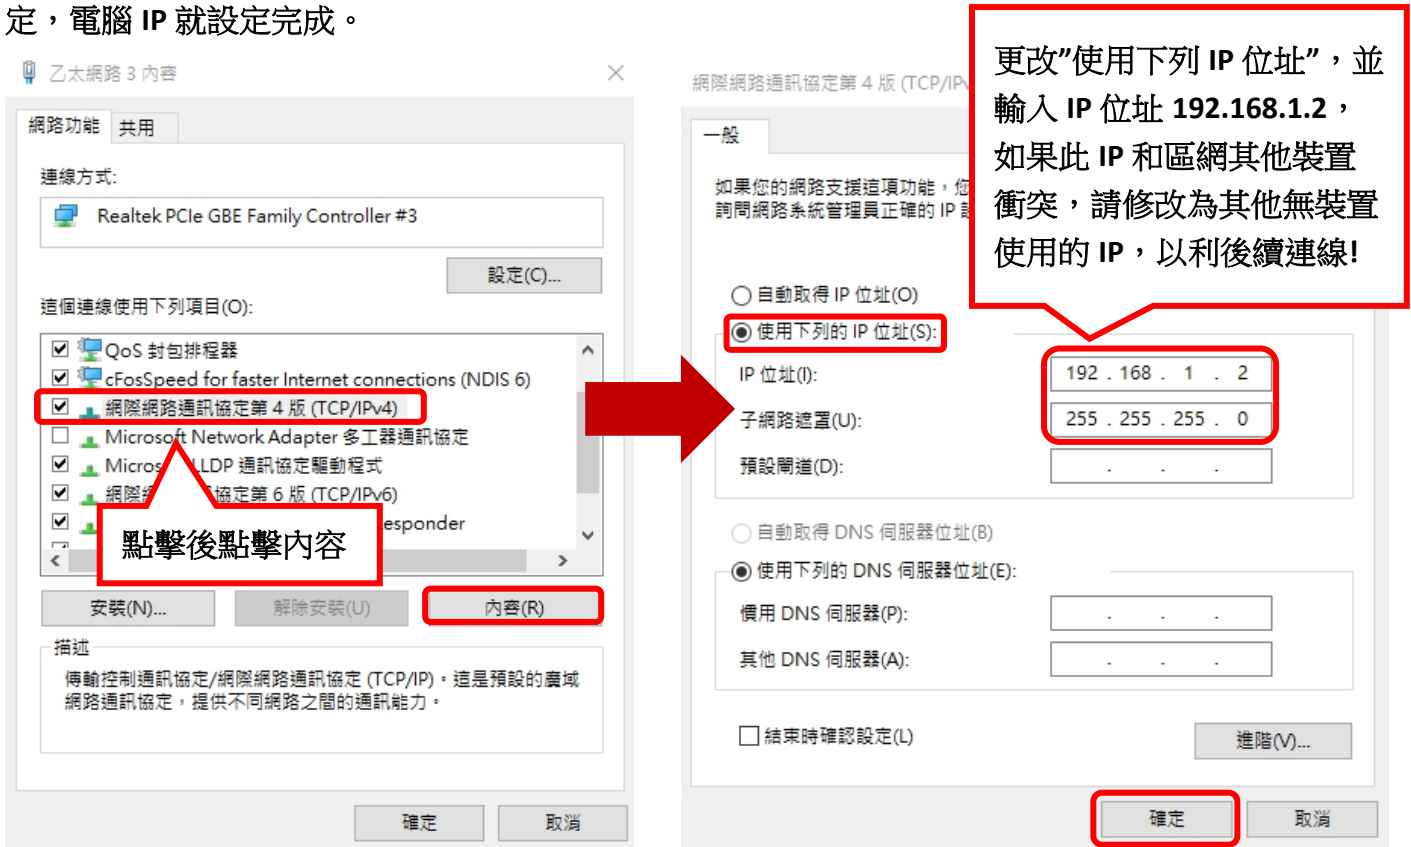 定，電腦 IP 就設定完成。
乙太網路 3 內容
網路功能
共用
連線方式:
Realtek PCIe GBE Family Controller #3
設定(C)...
這個連線使用下列項目(O):
QoS 封包排程器
cFosSpeed for faster Internet connections (NDIS 6)
網際網路通訊協定第 4 版 (TCP/IPv4)
Microsoft Network Adapter 多工器通訊協定
LLDP 通訊協定驅動程式
協定第 6 版 (TCP/IPv6)
esponder
點擊後點擊內容
安裝(N)...
解除安裝(U)
內容(R)
描述
傳輸控制通訊協定/網際網路通訊協定 (TCP/IP)。這是預設的廣域
網路通訊協定，提供不同網路之間的通訊能力。
確定
取消
網際網路通訊協定第 4 版 (TCP/IP
更改”使用下列 IP 位址”，並
輸入 IP 位址 192.168.1.2，
如果此 IP 和區網其他裝置
衝突，請修改為其他無裝置
使用的 IP，以利後續連線!
一般
如果您的網路支援這項功能，您
詢問網路系統管理員正確的 IP
自動取得 IP 位址(O)
使用下列的 IP 位址(S):
IP 位址(I):
192 . 168 . 1 . 2
子網路遮罩(U):
255 . 255 . 255 . 0
預設閘道(D):
自動取得 DNS 伺服器位址(B)
使用下列的 DNS 伺服器位址(E):
慣用 DNS 伺服器(P):
其他 DNS 伺服器(A):
結束時確認設定(L)
進階(V)...
確定
取消